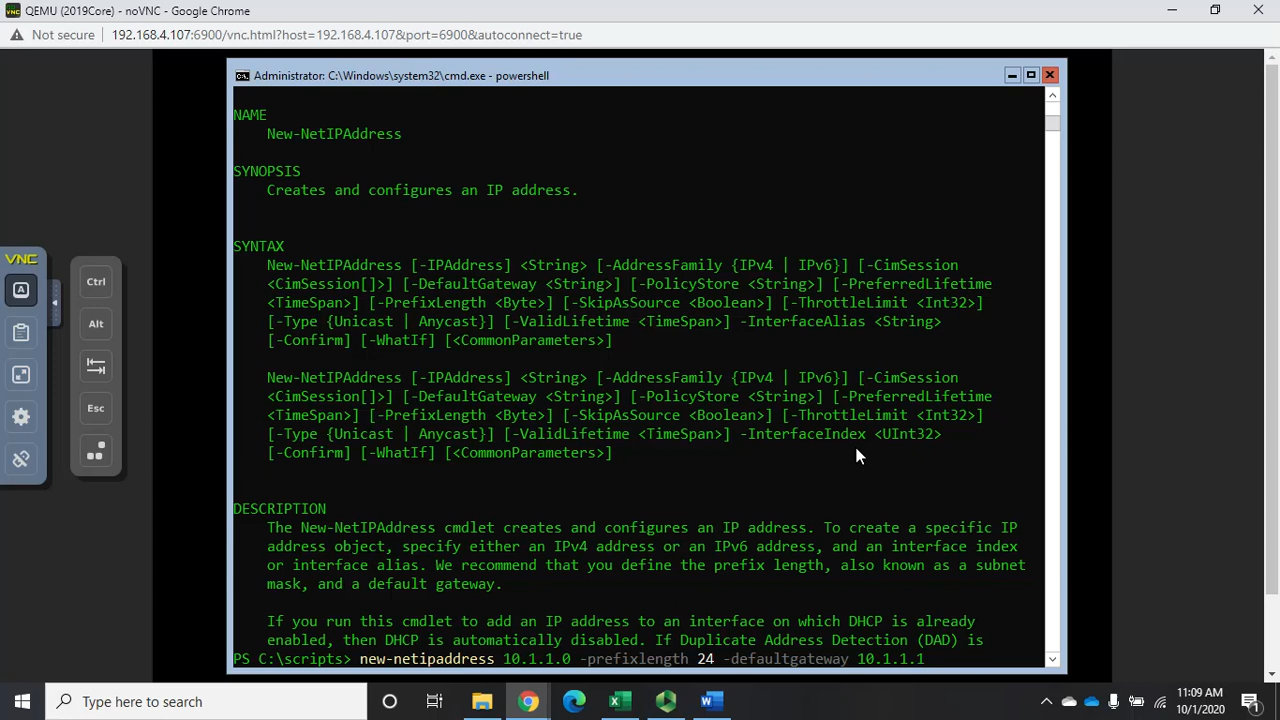 QEMU (2019Core) - noVNC - Google Chrome
Not secure 192.168.4.107:6900/vnc.html?host=192.168.4.107&port=6900&autoconnect=true
Administrator: C:\Windows\system32\cmd.exe - powershell
NAME
New-NetIPAddress
SYNOPSIS
Creates and configures an IP address.
SYNTAX
New-NetIPAddress [-IPAddress] <String> [-AddressFamily {IPv4 | IPv6}] [-CimSession
<CimSession[]>] [-DefaultGateway <String>] [-PolicyStore <String>] [-PreferredLifetime
<TimeSpan>] [-PrefixLength <Byte>] [-SkipAsSource <Boolean>] [-ThrottleLimit <Int32>]
[-Type {Unicast | Anycast}] [-ValidLifetime <TimeSpan>] -InterfaceAlias <String>
[-Confirm] [-WhatIf] [<CommonParameters>]
New-NetIPAddress [-IPAddress] <String> [-AddressFamily {IPv4 | IPv6}] [-CimSession
<CimSession[]>] [-DefaultGateway <String>] [-PolicyStore <String>] [-PreferredLifetime
<TimeSpan>] [-PrefixLength <Byte>] [-SkipAsSource <Boolean>] [-ThrottleLimit <Int32>]
[-Type {Unicast | Anycast}] [-ValidLifetime <TimeSpan>] -InterfaceIndex <UInt32>
[-Confirm] [-WhatIf] [<CommonParameters>]
DESCRIPTION
The New-NetIPAddress cmdlet creates and configures an IP address. To create a specific IP
address object, specify either an IPv4 address or an IPv6 address, and an interface index
or interface alias. We recommend that you define the prefix length, also known as a subnet
mask, and a default gateway.
If you run this cmdlet to add an IP address to an interface on which DHCP is already
enabled, then DHCP is automatically disabled. If Duplicate Address Detection (DAD) is
PS C:\scripts> new-netipaddress 10.1.1.0 -prefixlength 24 -defaultgateway 10.1.1.1
VNC
A
Ctrl
Alt
Esc
Type here to search
11:09 AM
10/1/2020
1